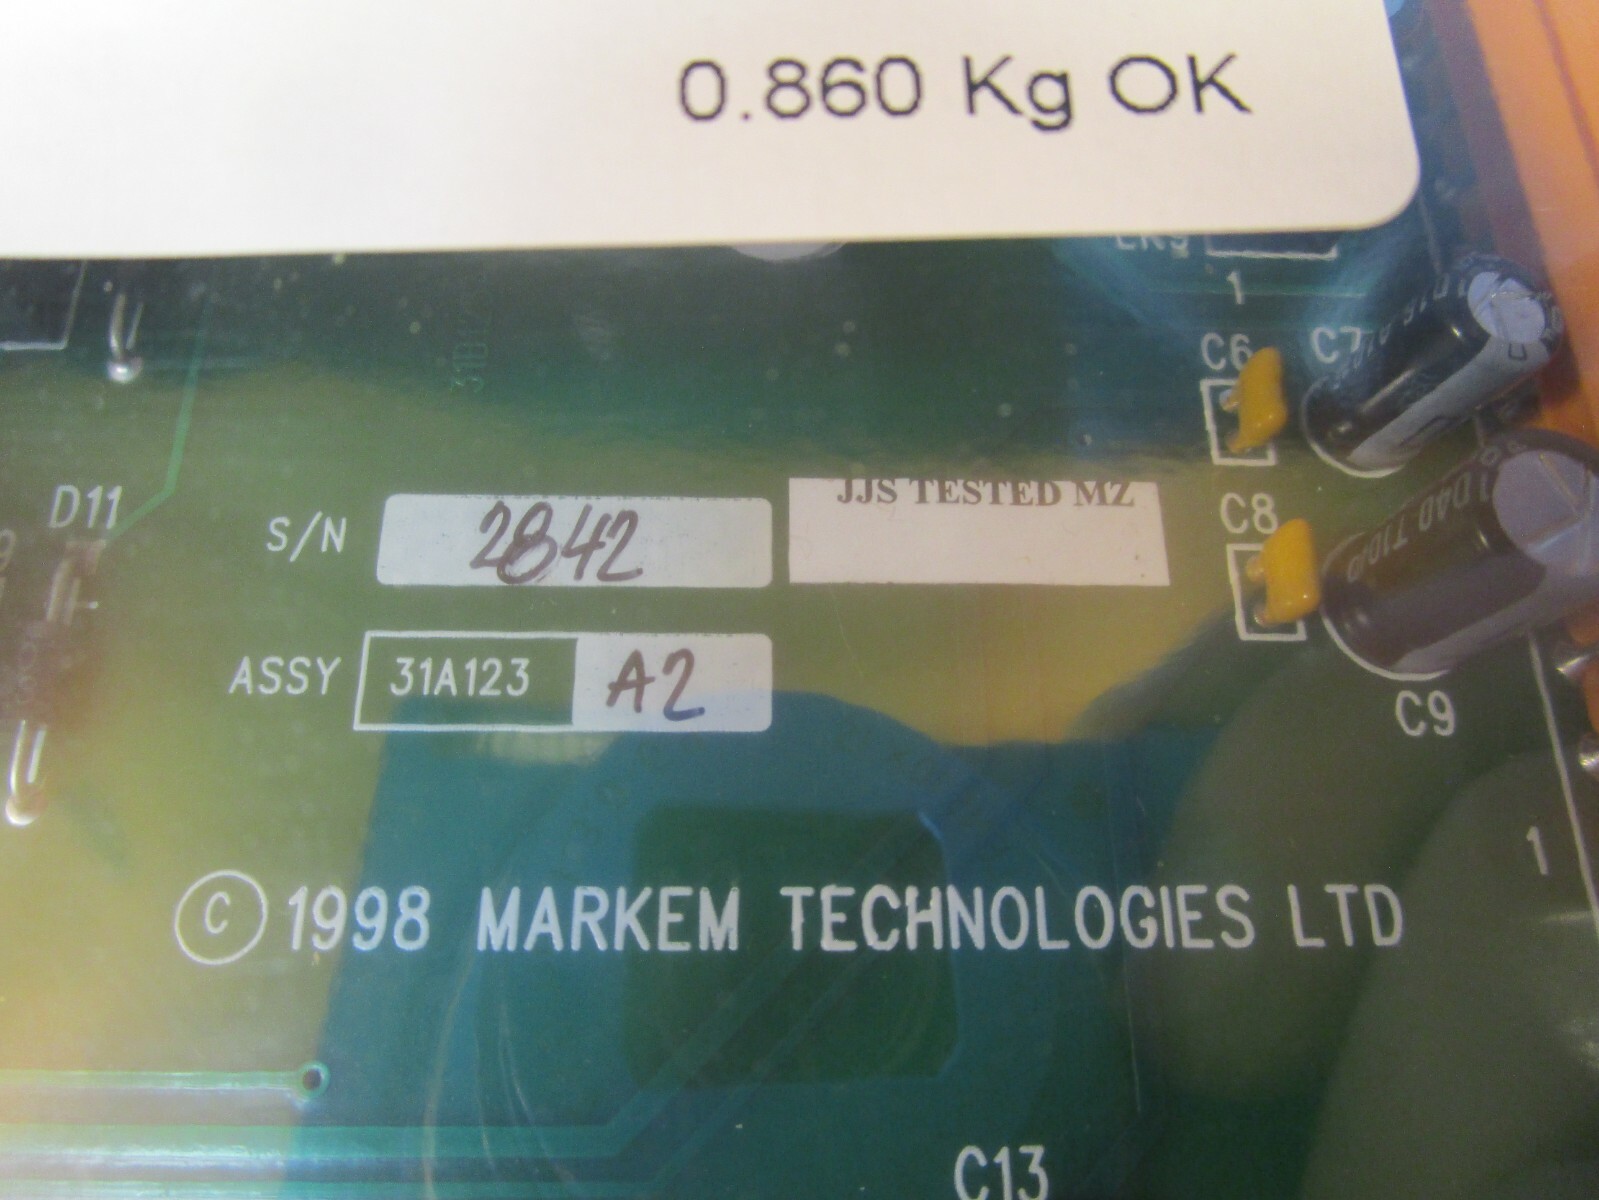 0.860 Kg OK
LK9
1
C6
C7
D11
S/N
2842
JJS TESTED MZ
C8
ASSY
31A123
A2
C9
1
© 1998 MARKEM TECHNOLOGIES LTD
C13